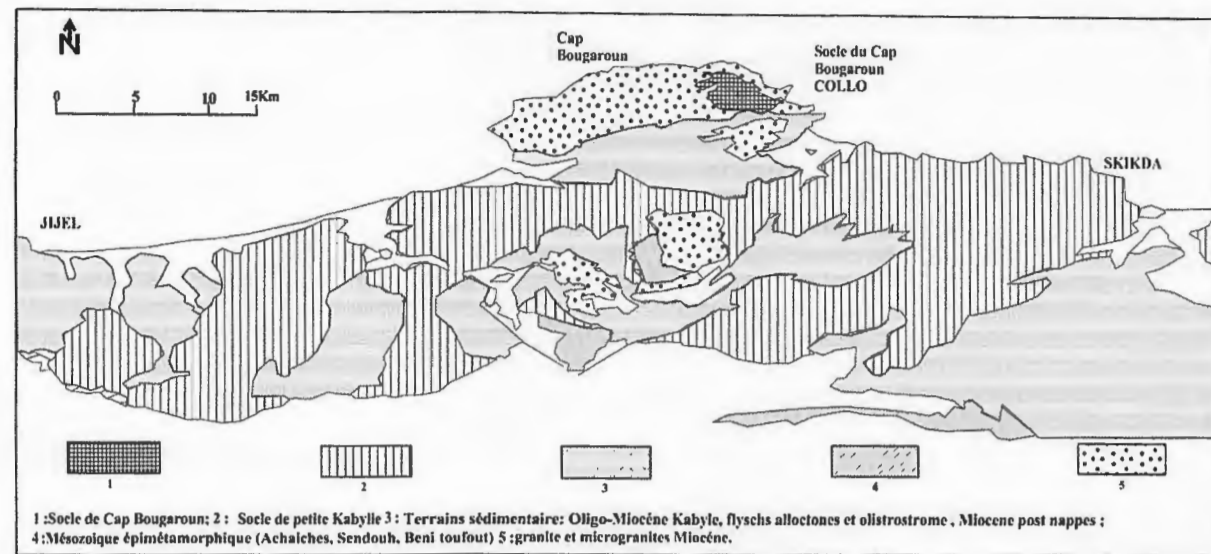 N
Cap
Bougaroun
Socle du Cap
Bougaroun
COLLO
0 5 10 15Km
SKIKDA
JIJEL
1 2 3 4 5
1 :Socle de Cap Bougaroun; 2 : Socle de petite Kabylie 3 : Terrains sédimentaire: Oligo-Miocéne Kabyle, flyschs alloctones et olistrostrome , Miocene post nappes ;
4 :Mésozoique épimétamorphique (Achaiches, Sendouh, Beni toufout) 5 :granite et microgranites Miocéne.